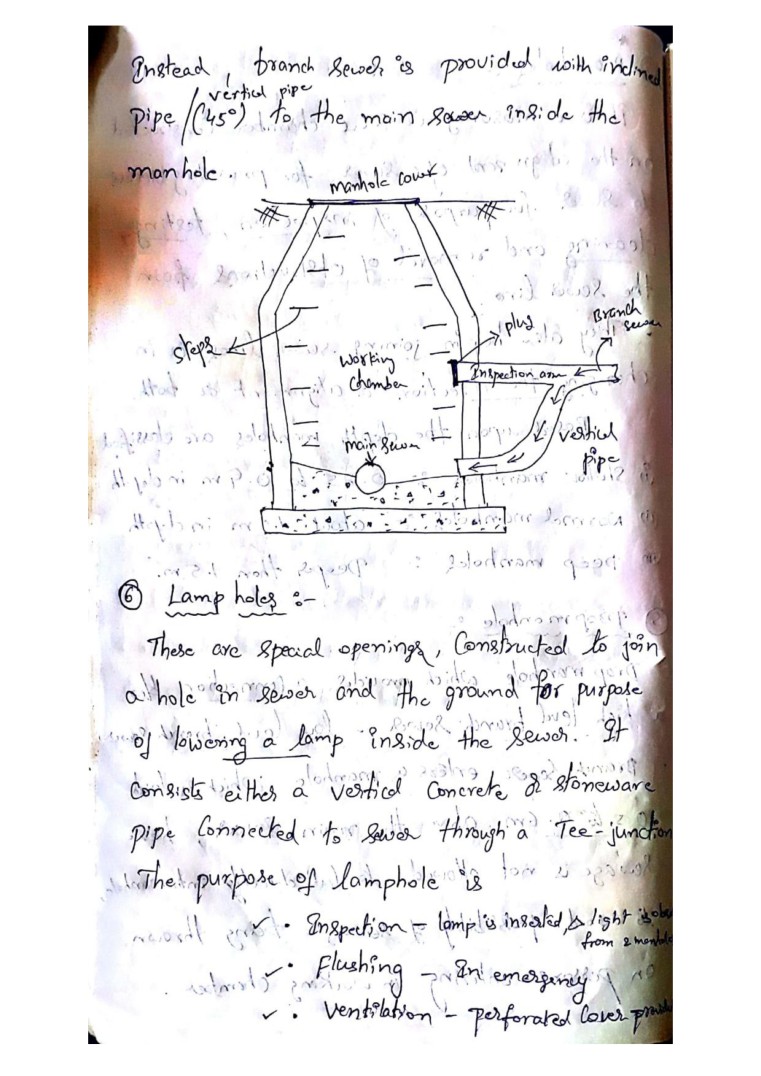 Instead, branch sewer is provided with inclined
vertical pipe
pipe /(45°) to the main sewer inside the
manhole.
manhole cover
steps
plug
Branch
sewer
Inspection arm
working
chamber
main sewer
vertical
pipe
⑥ Lamp holes :-
These are special openings, Constructed to join
a hole in sewer and the ground for purpose
of lowering a lamp inside the sewer. It
consists either a vertical concrete or stoneware
pipe connected to sewer through a Tee-junction
The purpose of lamphole is
✓ • Inspection - lamp is inserted, & light is obs
from 2 manhole
✓ • Flushing - In emergency
✓ • Ventilation - perforated cover provide